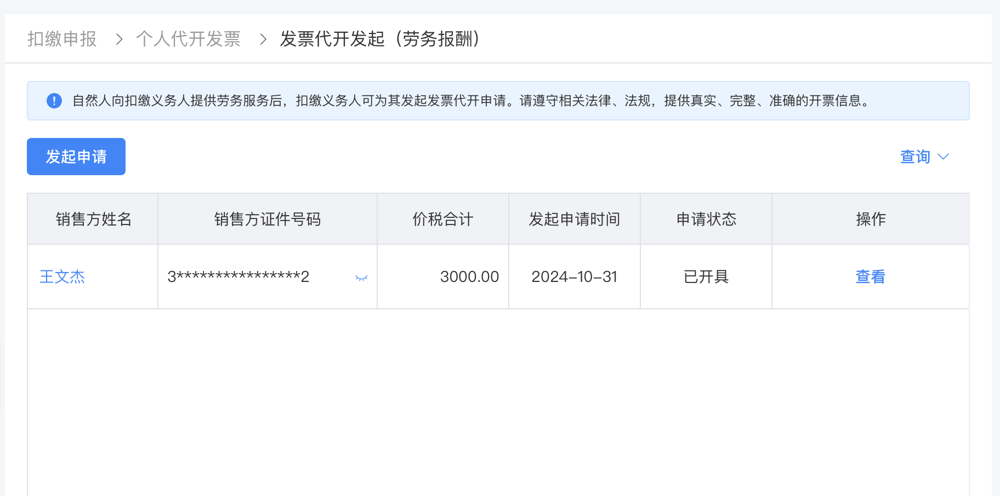 扣缴申报 > 个人代开发票 > 发票代开发起（劳务报酬）
自然人向扣缴义务人提供劳务服务后，扣缴义务人可为其发起发票代开申请。请遵守相关法律、法规，提供真实、完整、准确的开票信息。
发起申请 查询
销售方姓名 销售方证件号码 价税合计 发起申请时间 申请状态 操作
王文杰 3****************2 3000.00 2024-10-31 已开具 查看